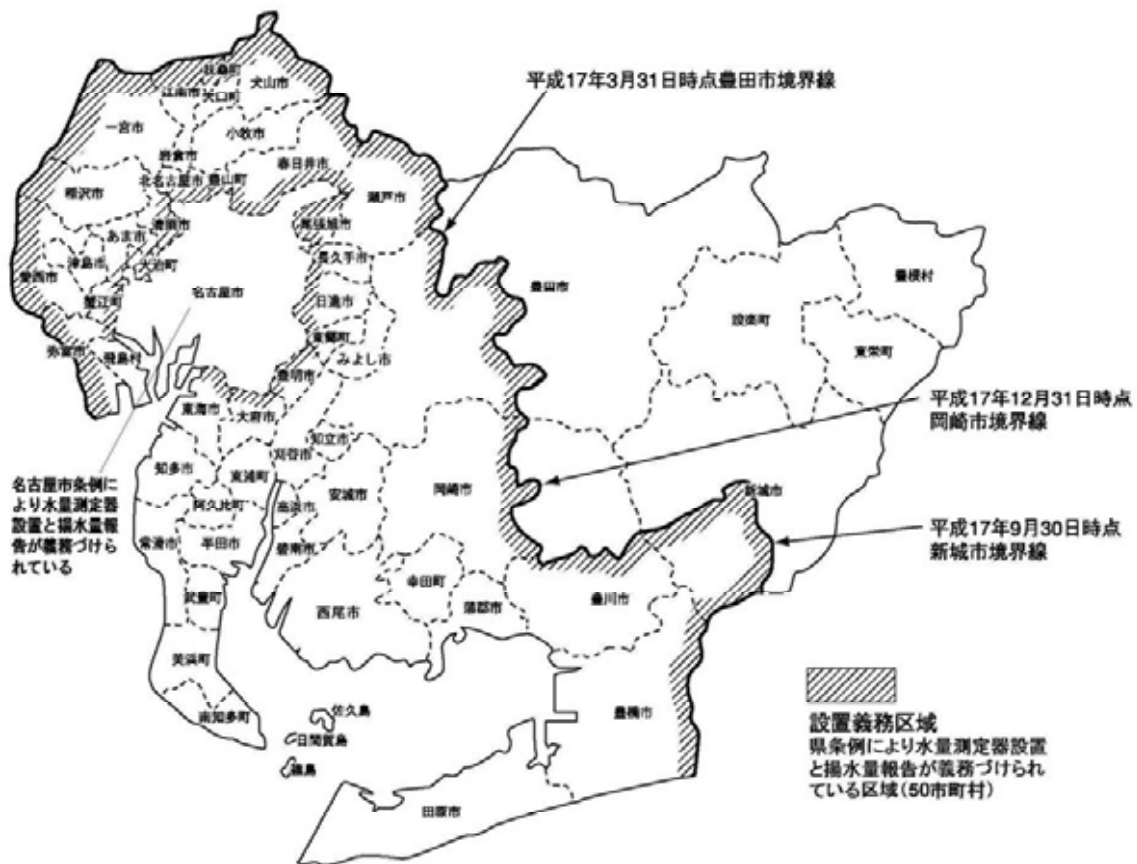 平成17年3月31日時点豊田市境界線
扶桑町
犬山市
江南市
大口町
一宮市
小牧市
岩倉市
春日井市
北名古屋市
豊山町
瀬戸市
稲沢市
尾張旭市
清須市
あま市
長久手市
津島市
大治町
愛西市
豊田市
豊根村
名古屋市
蟹江町
日進市
設楽町
東郷町
東栄町
みよし市
弥富市
飛島村
豊明市
東海市
大府市
平成17年12月31日時点
岡崎市境界線
知立市
刈谷市
知多市
東浦町
岡崎市
安城市
新城市
名古屋市条例に
より水量測定器
設置と揚水量報
告が義務づけら
れている
阿久比町
高浜市
平成17年9月30日時点
新城市境界線
常滑市
半田市
碧南市
幸田町
武豊町
西尾市
蒲郡市
豊川市
美浜町
南知多町
佐久島
豊橋市
日間賀島
篠島
設置義務区域
県条例により水量測定器設置
と揚水量報告が義務づけられ
ている区域(50市町村)
田原市